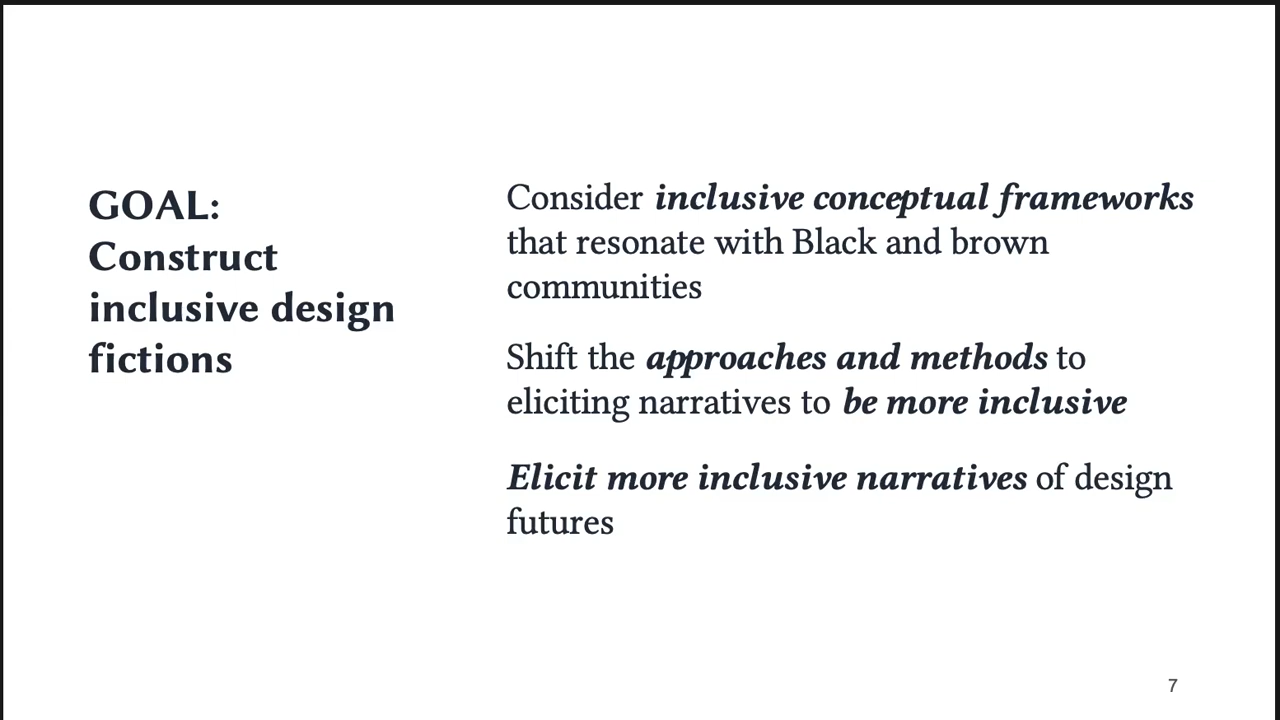 GOAL:
Construct
inclusive design
fictions
Consider inclusive conceptual frameworks
that resonate with Black and brown
communities
Shift the approaches and methods to
eliciting narratives to be more inclusive
Elicit more inclusive narratives of design
futures
7